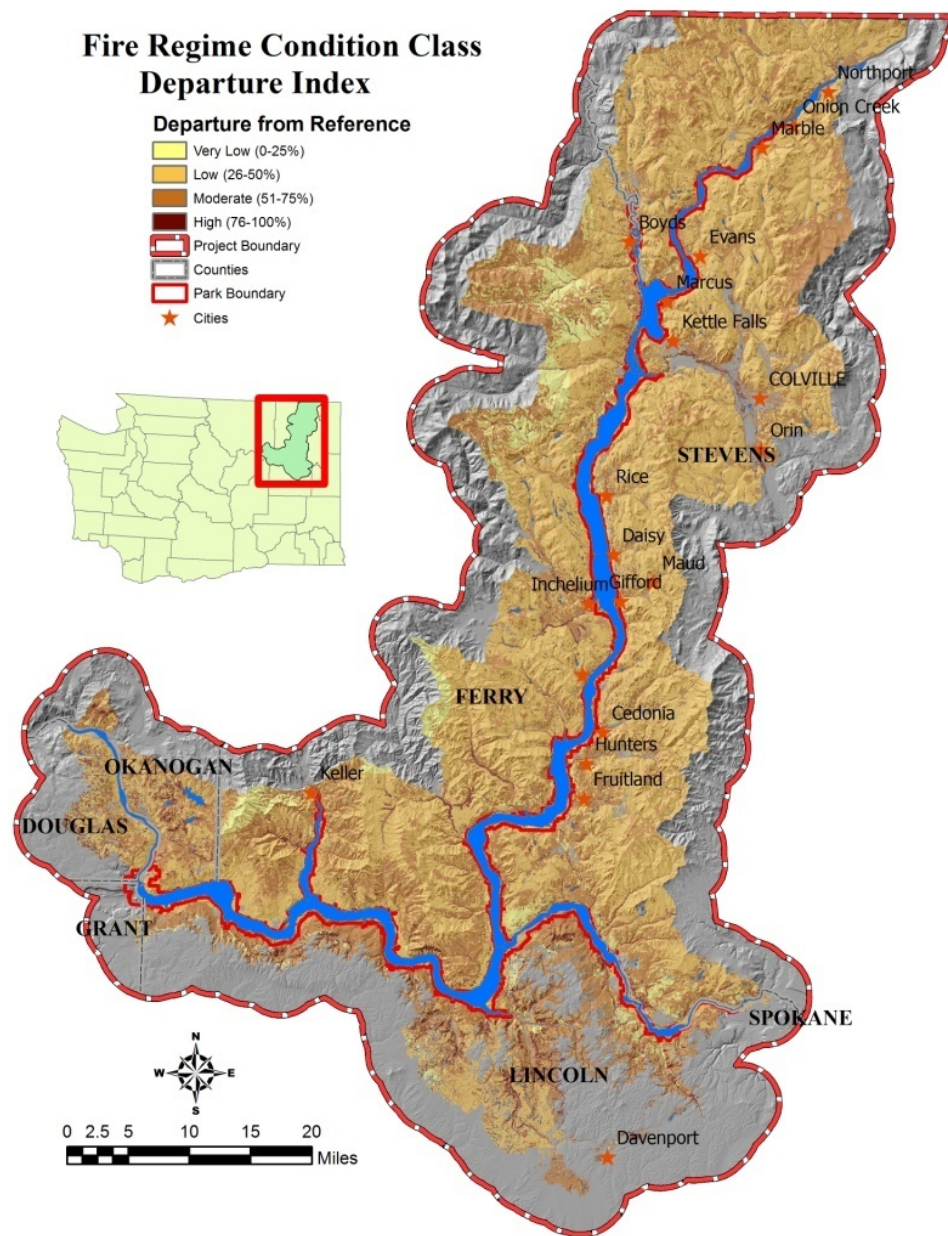 Fire Regime Condition Class
Departure Index
Departure from Reference
Very Low (0-25%)
Low (26-50%)
Moderate (51-75%)
High (76-100%)
Project Boundary
Counties
Park Boundary
Cities
Northport
Onion Creek
Marble
Boyds
Evans
Marcus
Kettle Falls
COLVILLE
Orin
STEVENS
Rice
Daisy
Maud
Inchelium
Gifford
FERRY
Cedonia
Hunters
Fruitland
OKANOGAN
Keller
DOUGLAS
GRANT
SPOKANE
LINCOLN
Davenport
N
W E
S
0 2.5 5 10 15 20
Miles